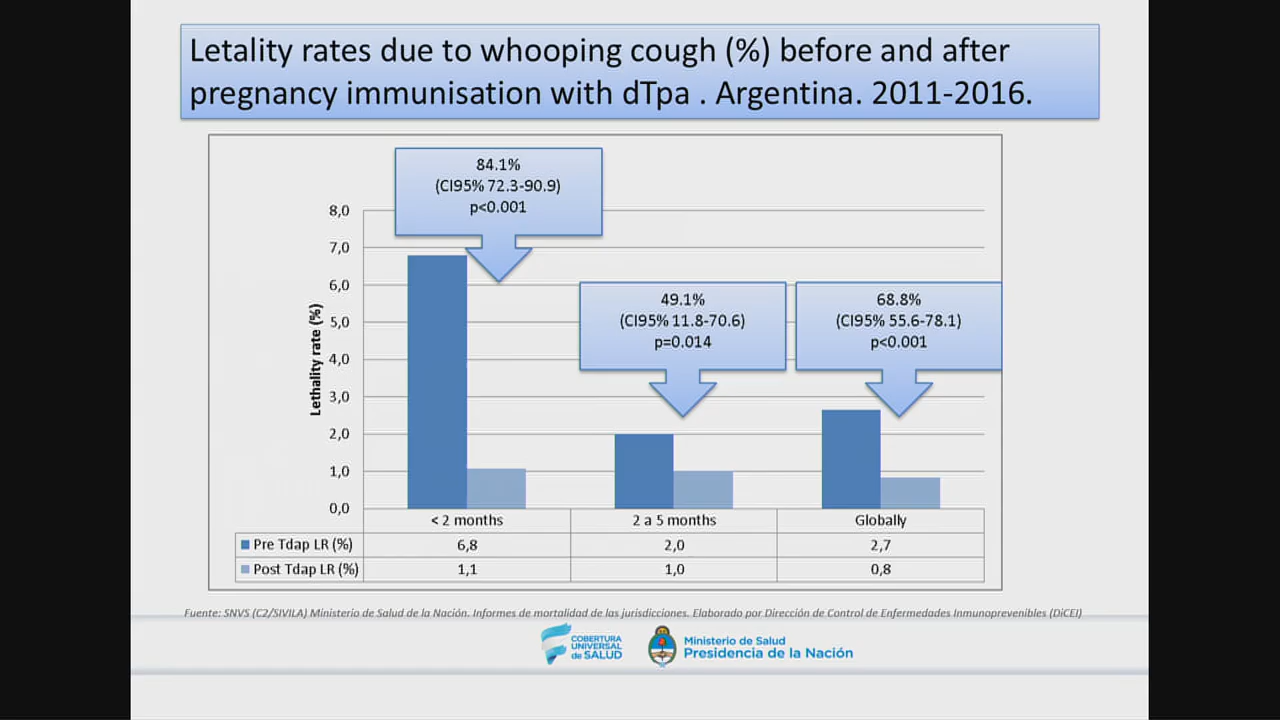 Letality rates due to whooping cough (%) before and after
pregnancy immunisation with dTpa . Argentina. 2011-2016.
84.1%
(CI95% 72.3-90.9)
p<0.001
49.1%
(CI95% 11.8-70.6)
p=0.014
68.8%
(CI95% 55.6-78.1)
p<0.001
Lethality rate (%)
8,0
7,0
6,0
5,0
4,0
3,0
2,0
1,0
0,0
< 2 months 2 a 5 months Globally
Pre Tdap LR (%) 6,8 2,0 2,7
Post Tdap LR (%) 1,1 1,0 0,8
Fuente: SNVS (C2/SIVILA) Ministerio de Salud de la Nación. Informes de mortalidad de las jurisdicciones. Elaborado por Dirección de Control de Enfermedades Inmunoprevenibles (DiCEI)
COBERTURA
UNIVERSAL
de SALUD
Ministerio de Salud
Presidencia de la Nación